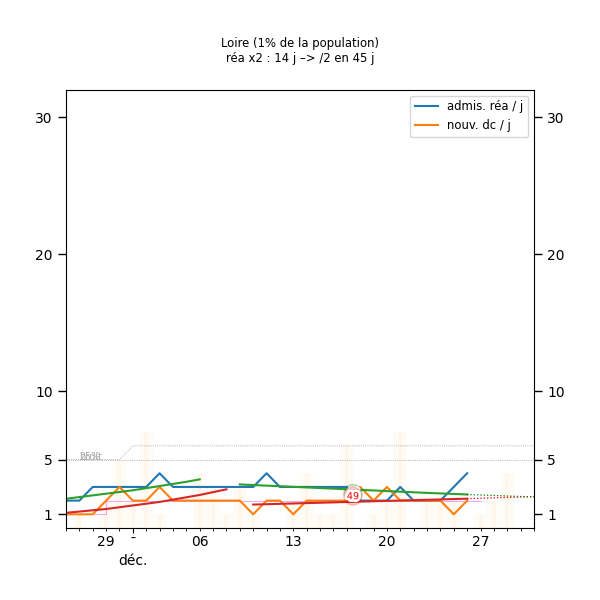 Loire (1% de la population)
réa x2 : 14 j –> /2 en 45 j
admis. réa / j
nouv. dc / j
30 30
20 20
10 10
5 5
49
1 1
29 - 06 13 20 27
déc.